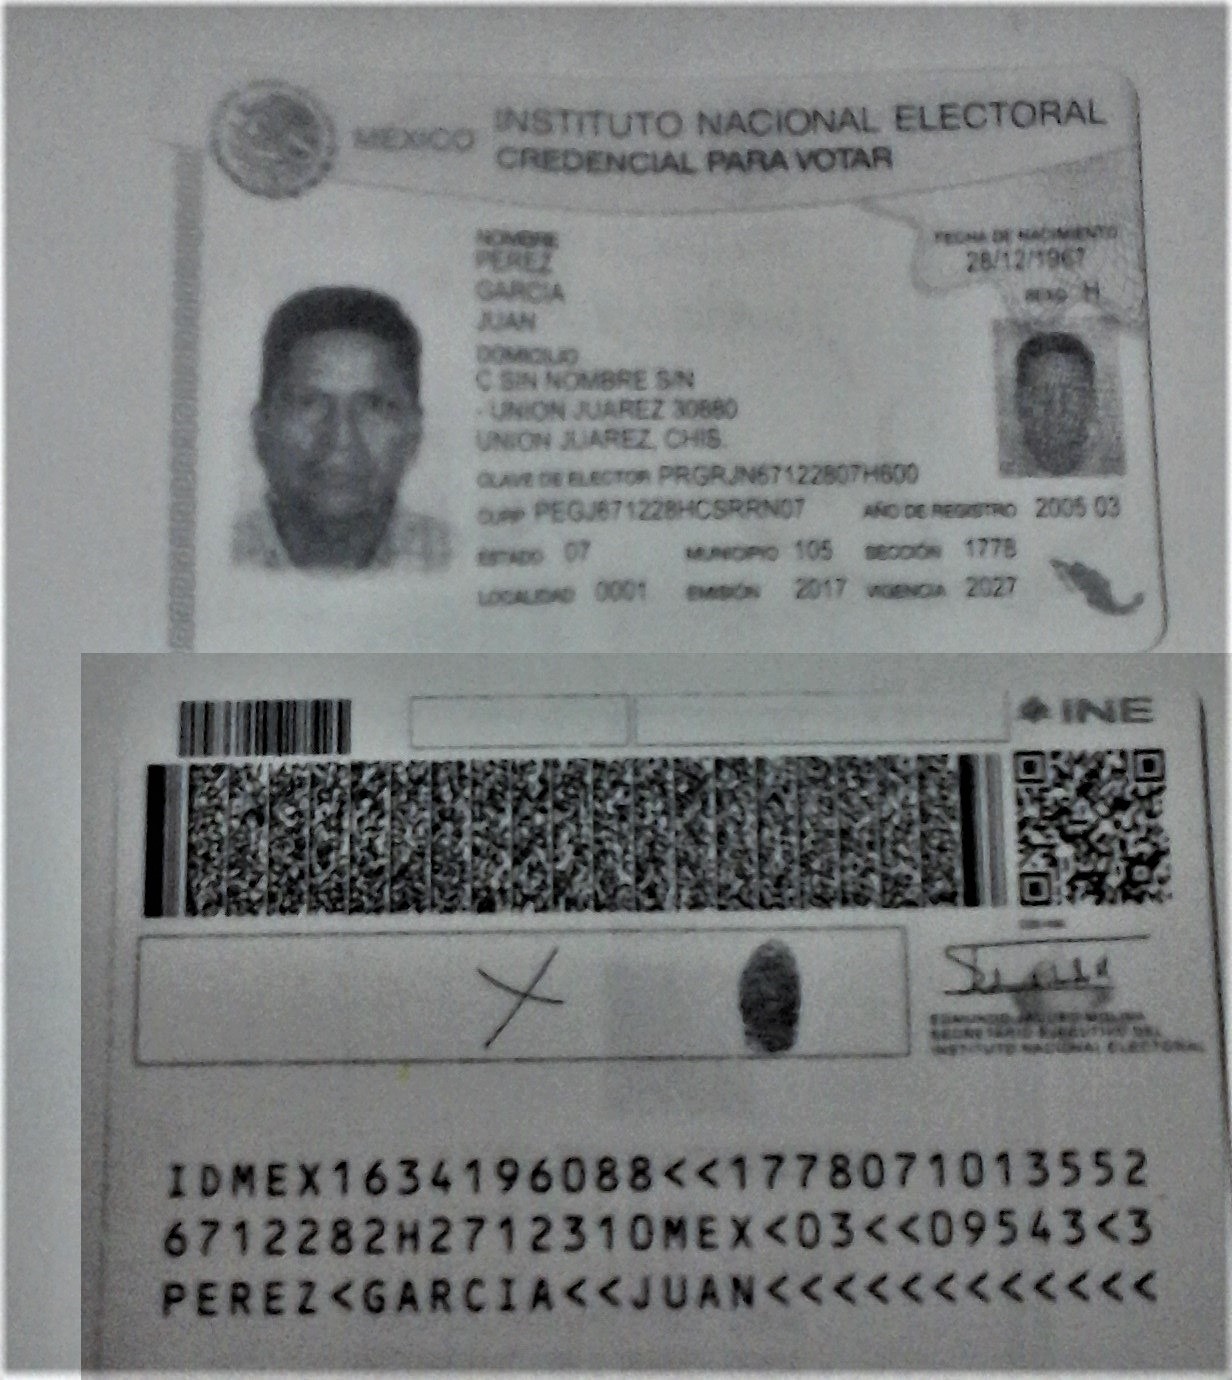 MÉXICO INSTITUTO NACIONAL ELECTORAL
CREDENCIAL PARA VOTAR
NOMBRE
PEREZ
GARCIA
JUAN
FECHA DE NACIMIENTO
28/12/1967
SEXO H
DOMICILIO
C SIN NOMBRE S/N
- UNION JUAREZ 30880
UNION JUAREZ, CHIS.
CLAVE DE ELECTOR PRGRJN67122807H600
CURP PEGJ671228HCSRRN07 AÑO DE REGISTRO 2005 03
ESTADO 07 MUNICIPIO 105 SECCIÓN 1778
LOCALIDAD 0001 EMISIÓN 2017 VIGENCIA 2027
INE
EDMUNDO JACOBO MOLINA
SECRETARIO EJECUTIVO DEL
INSTITUTO NACIONAL ELECTORAL
IDMEX1634196088<<1778071013552
6712282H2712310MEX<03<<09543<3
PEREZ<GARCIA<<JUAN<<<<<<<<<<<<